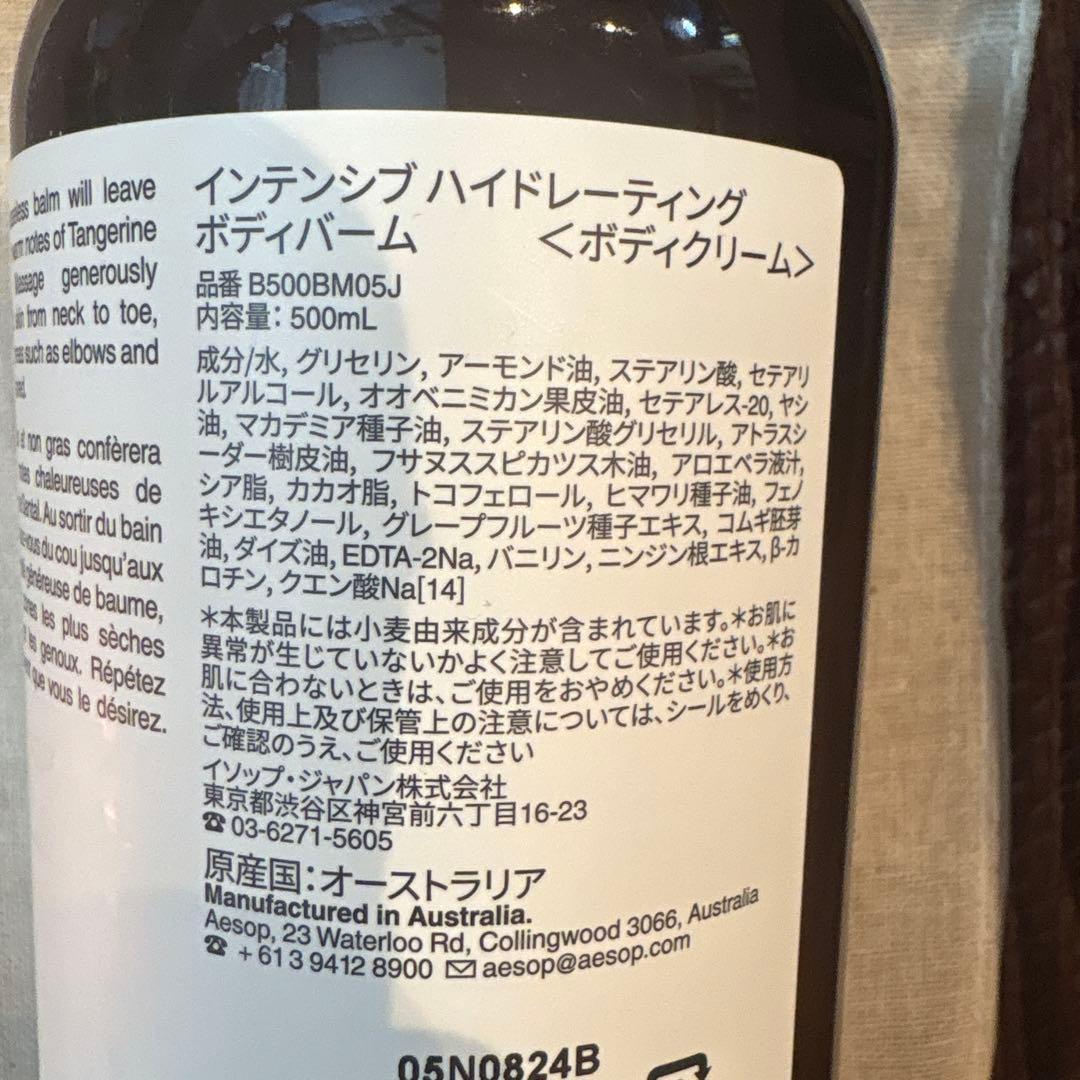 balm will leave
notes of Tangerine
Massage generously
skin from neck to toe,
such as elbows and
non gras confèrera
chaleureuses de
Santal. Au sortir du bain
du cou jusqu'aux
généreuse de baume,
les plus sèches
les genoux. Répétez
que vous le désirez.
インテンシブ ハイドレーティング
ボディバーム <ボディクリーム>
品番 B500BM05J
内容量: 500mL
成分/水, グリセリン, アーモンド油, ステアリン酸, セテアリ
ルアルコール, オオベニミカン果皮油, セテアレス-20, ヤシ
油, マカデミア種子油, ステアリン酸グリセリル, アトラスシ
ーダー樹皮油, フサヌススピカツス木油, アロエベラ液汁,
シア脂, カカオ脂, トコフェロール, ヒマワリ種子油, フェノ
キシエタノール, グレープフルーツ種子エキス, コムギ胚芽
油, ダイズ油, EDTA-2Na, バニリン, ニンジン根エキス, β-カ
ロチン, クエン酸Na[14]
*本製品には小麦由来成分が含まれています。*お肌に
異常が生じていないかよく注意してご使用ください。*お
肌に合わないときは、ご使用をおやめください。*使用方
法、使用上及び保管上の注意については、シールをめくり、
ご確認のうえ、ご使用ください
イソップ・ジャパン株式会社
東京都渋谷区神宮前六丁目16-23
☎ 03-6271-5605
原産国:オーストラリア
Manufactured in Australia.
Aesop, 23 Waterloo Rd, Collingwood 3066, Australia
☎ +61 3 9412 8900 ✉ aesop@aesop.com
05N0824B